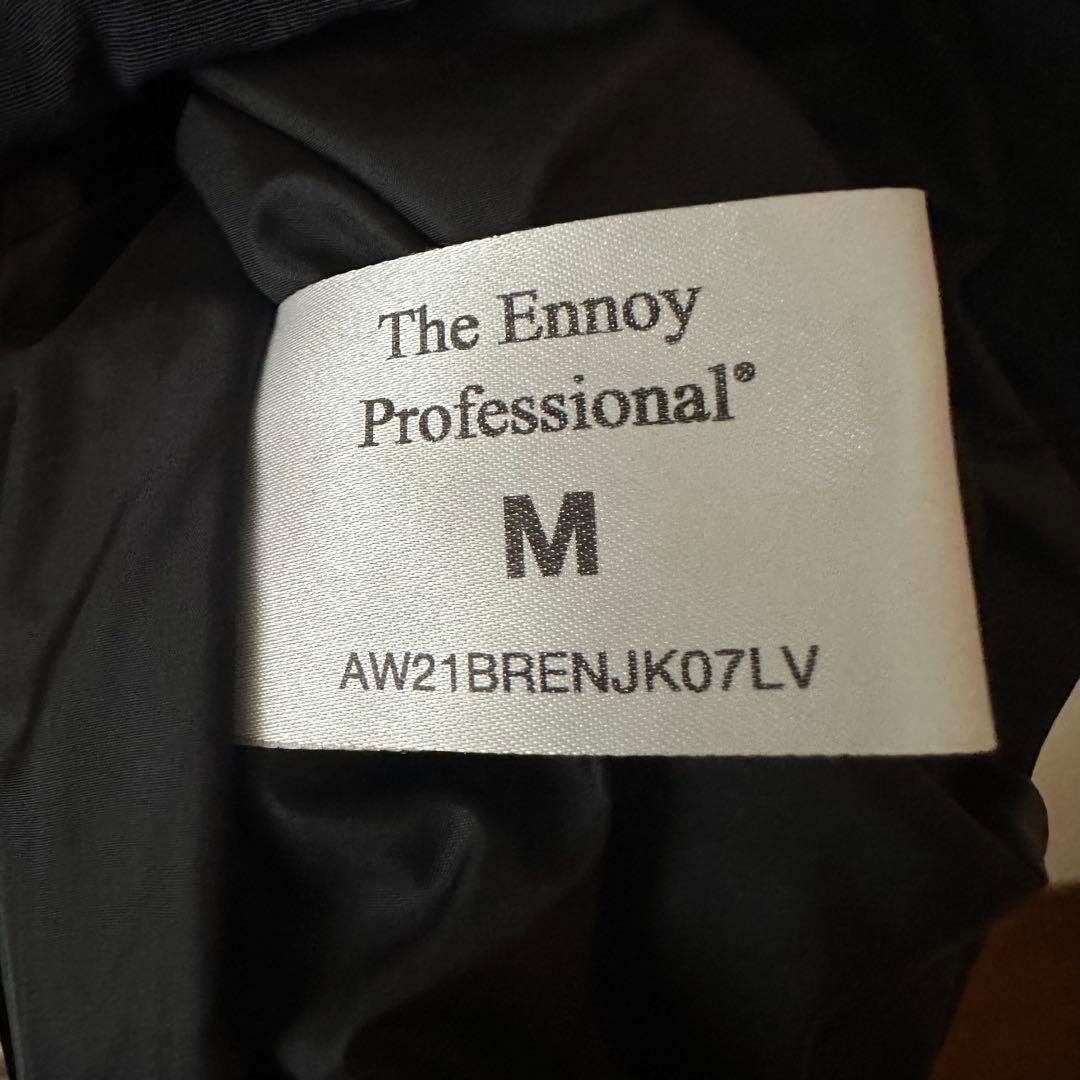 The Ennoy
Professional®
M
AW21BRENJK07LV